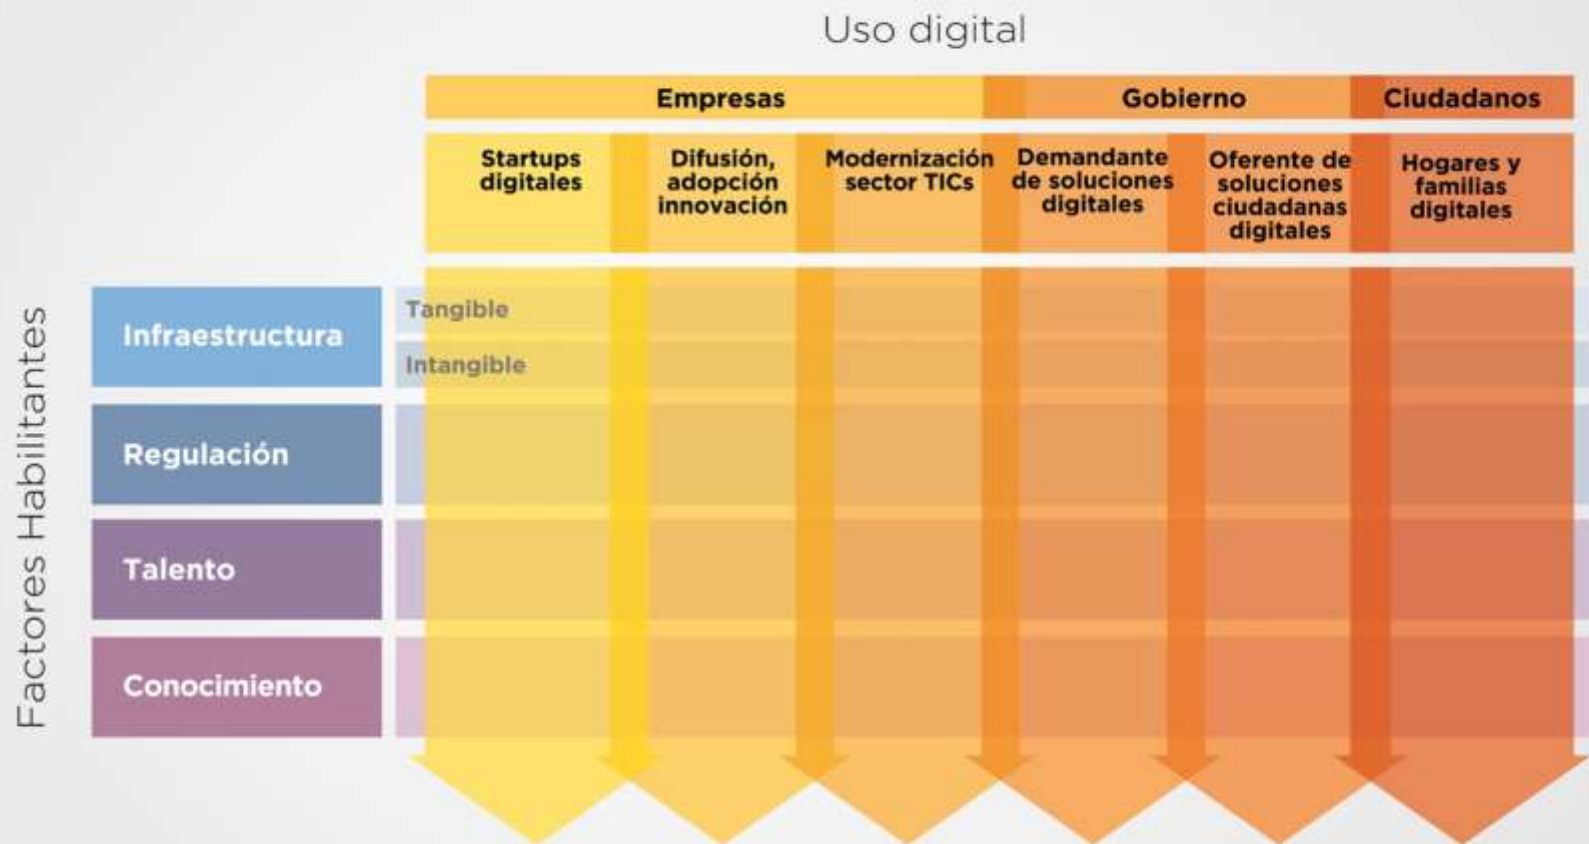 Uso digital
Empresas
Gobierno
Ciudadanos
Startups
digitales
Difusión,
adopción
innovación
Modernización
sector TICs
Demandante
de soluciones
digitales
Oferente de
soluciones
ciudadanas
digitales
Hogares y
familias
digitales
Factores Habilitantes
Infraestructura
Tangible
Intangible
Regulación
Talento
Conocimiento